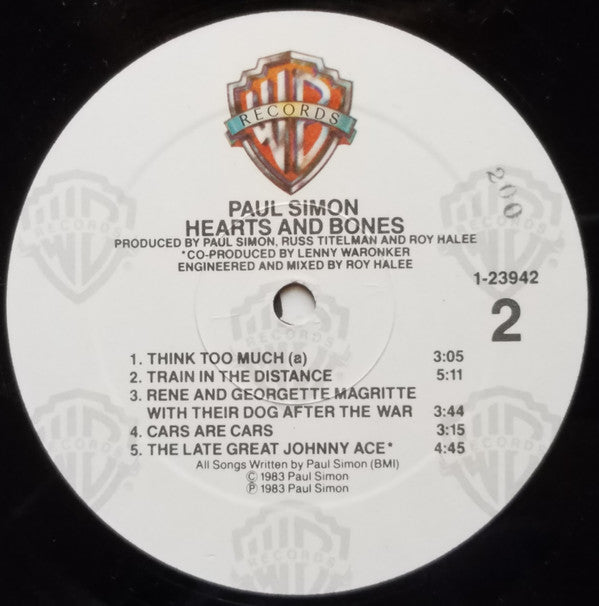 WB
RECORDS
PAUL SIMON
HEARTS AND BONES
PRODUCED BY PAUL SIMON, RUSS TITELMAN AND ROY HALEE
*CO-PRODUCED BY LENNY WARONKER
ENGINEERED AND MIXED BY ROY HALEE
200
1-23942
2
1. THINK TOO MUCH (a) 3:05
2. TRAIN IN THE DISTANCE 5:11
3. RENE AND GEORGETTE MAGRITTE
WITH THEIR DOG AFTER THE WAR 3:44
4. CARS ARE CARS 3:15
5. THE LATE GREAT JOHNNY ACE* 4:45
All Songs Written by Paul Simon (BMI)
© 1983 Paul Simon
℗ 1983 Paul Simon